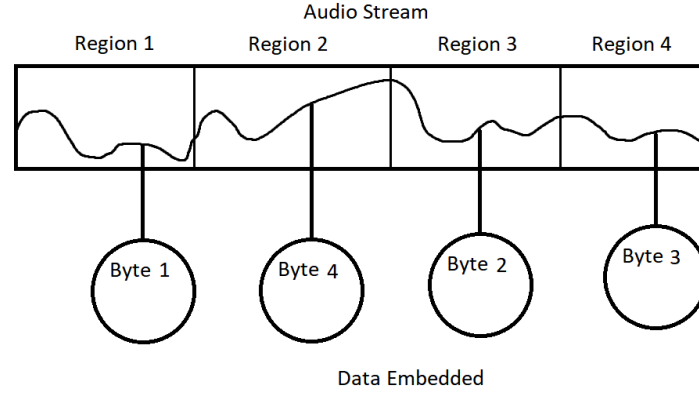 Audio Stream
Region 1
Region 2
Region 3
Region 4
Byte 1
Byte 4
Byte 2
Byte 3
Data Embedded